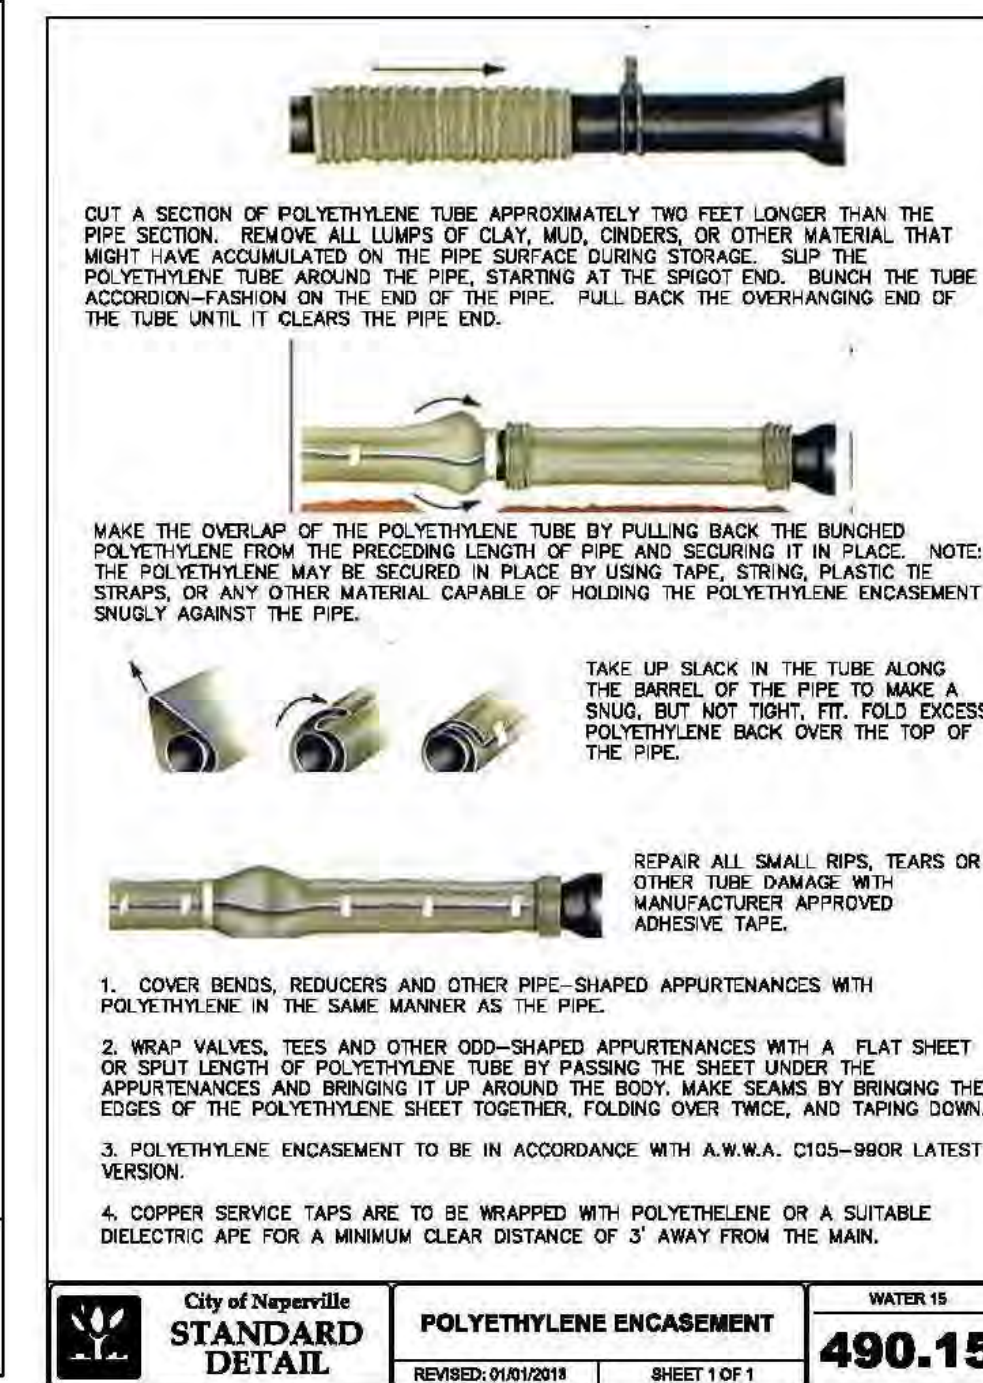 CUT A SECTION OF POLYETHYLENE TUBE APPROXIMATELY TWO FEET LONGER THAN THE
PIPE SECTION. REMOVE ALL LUMPS OF CLAY, MUD, CINDERS, OR OTHER MATERIAL THAT
MIGHT HAVE ACCUMULATED ON THE PIPE SURFACE DURING STORAGE. SLIP THE
POLYETHYLENE TUBE AROUND THE PIPE, STARTING AT THE SPIGOT END. BUNCH THE TUBE
ACCORDION-FASHION ON THE END OF THE PIPE. PULL BACK THE OVERHANGING END OF
THE TUBE UNTIL IT CLEARS THE PIPE END.
MAKE THE OVERLAP OF THE POLYETHYLENE TUBE BY PULLING BACK THE BUNCHED
POLYETHYLENE FROM THE PRECEDING LENGTH OF PIPE AND SECURING IT IN PLACE. NOTE:
THE POLYETHYLENE MAY BE SECURED IN PLACE BY USING TAPE, STRING, PLASTIC TIE
STRAPS, OR ANY OTHER MATERIAL CAPABLE OF HOLDING THE POLYETHYLENE ENCASEMENT
SNUGLY AGAINST THE PIPE.
TAKE UP SLACK IN THE TUBE ALONG
THE BARREL OF THE PIPE TO MAKE A
SNUG, BUT NOT TIGHT, FIT. FOLD EXCESS
POLYETHYLENE BACK OVER THE TOP OF
THE PIPE.
REPAIR ALL SMALL RIPS, TEARS OR
OTHER TUBE DAMAGE WITH
MANUFACTURER APPROVED
ADHESIVE TAPE.
1. COVER BENDS, REDUCERS AND OTHER PIPE-SHAPED APPURTENANCES WITH
POLYETHYLENE IN THE SAME MANNER AS THE PIPE.
2. WRAP VALVES, TEES AND OTHER ODD-SHAPED APPURTENANCES WITH A FLAT SHEET
OR SPLIT LENGTH OF POLYETHYLENE TUBE BY PASSING THE SHEET UNDER THE
APPURTENANCES AND BRINGING IT UP AROUND THE BODY. MAKE SEAMS BY BRINGING THE
EDGES OF THE POLYETHYLENE SHEET TOGETHER, FOLDING OVER TWICE, AND TAPING DOWN.
3. POLYETHYLENE ENCASEMENT TO BE IN ACCORDANCE WITH A.W.W.A. C105-99OR LATEST
VERSION.
4. COPPER SERVICE TAPS ARE TO BE WRAPPED WITH POLYETHELENE OR A SUITABLE
DIELECTRIC APE FOR A MINIMUM CLEAR DISTANCE OF 3' AWAY FROM THE MAIN.
City of Naperville
STANDARD
DETAIL
POLYETHYLENE ENCASEMENT
REVISED: 01/01/2018
SHEET 1 OF 1
WATER 15
490.15